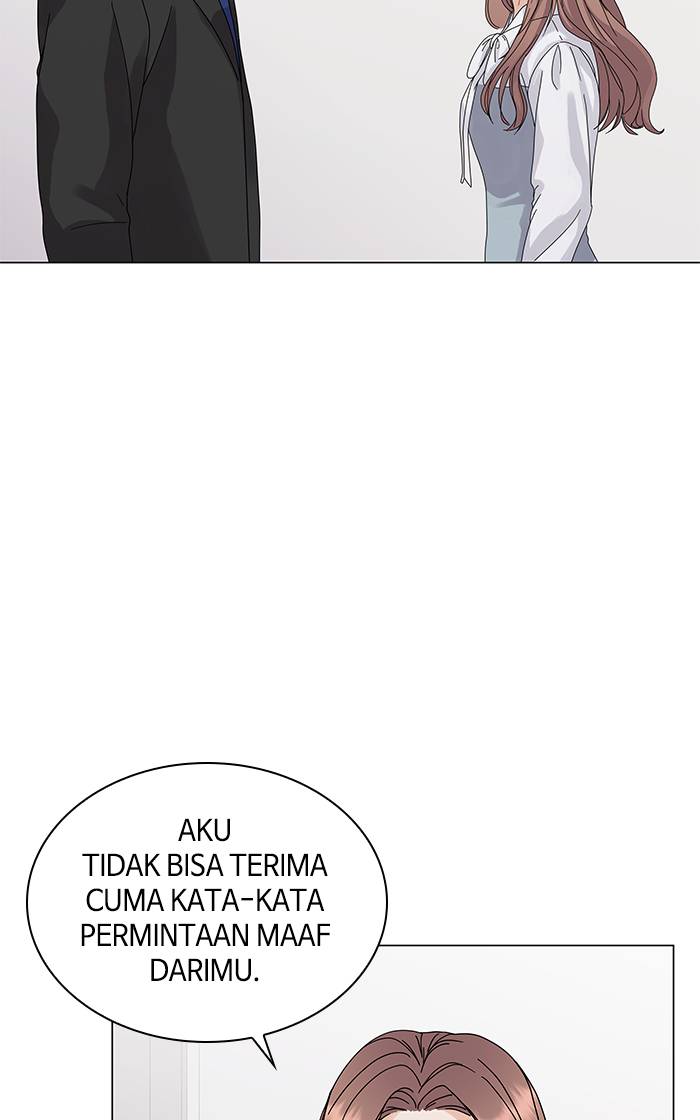 AKU
TIDAK BISA TERIMA
CUMA KATA-KATA
PERMINTAAN MAAF
DARIMU.